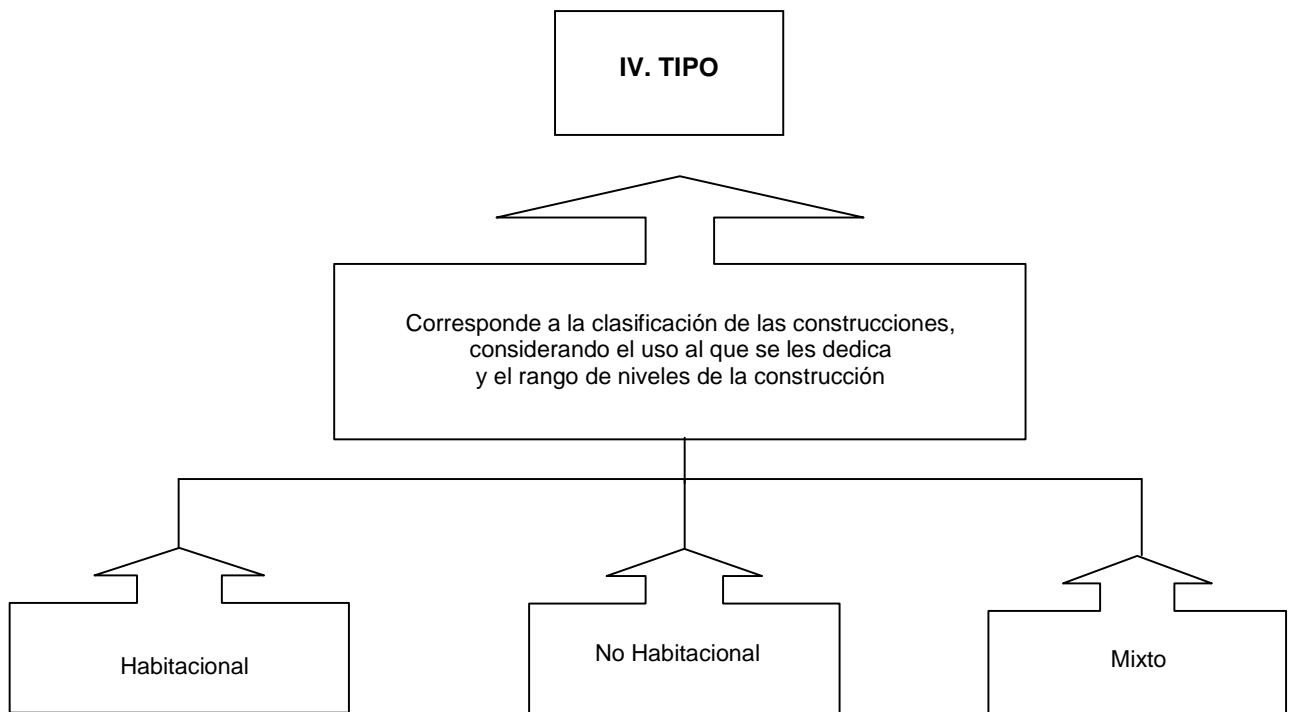 IV. TIPO
Corresponde a la clasificación de las construcciones,
considerando el uso al que se les dedica
y el rango de niveles de la construcción
Habitacional
No Habitacional
Mixto